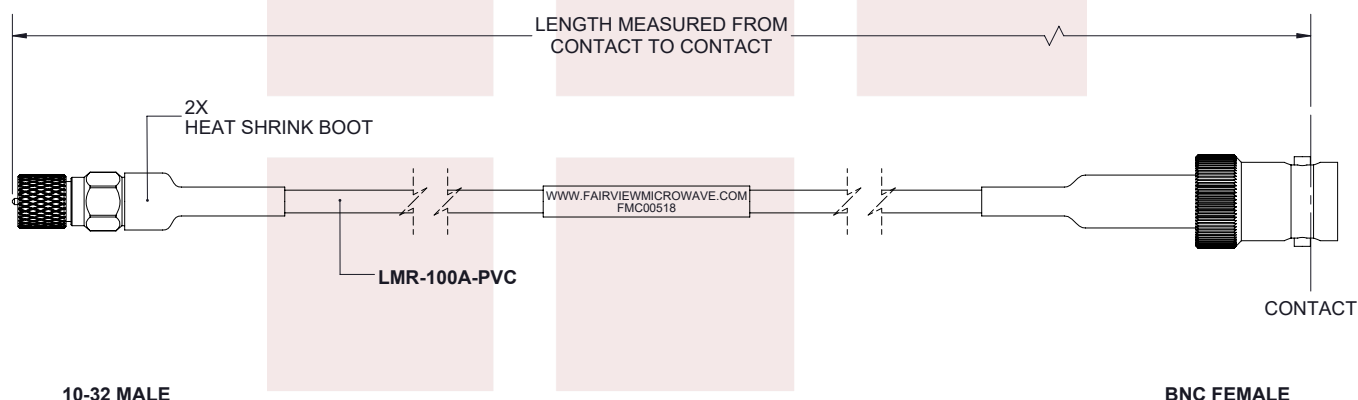 LENGTH MEASURED FROM
CONTACT TO CONTACT
2X
HEAT SHRINK BOOT
WWW.FAIRVIEWMICROWAVE.COM
FMC00518
LMR-100A-PVC
CONTACT
10-32 MALE
BNC FEMALE